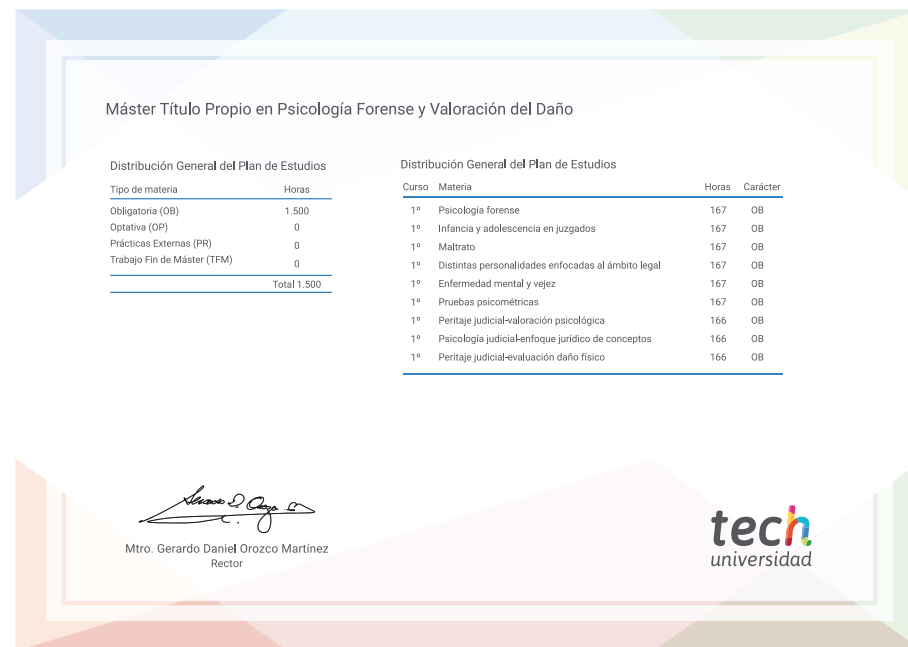 Máster Título Propio en Psicología Forense y Valoración del Daño
Distribución General del Plan de Estudios
Tipo de materia Horas
Obligatoria (OB) 1.500
Optativa (OP) 0
Prácticas Externas (PR) 0
Trabajo Fin de Máster (TFM) 0
Total 1.500
Distribución General del Plan de Estudios
Curso Materia Horas Carácter
1º Psicología forense 167 OB
1º Infancia y adolescencia en juzgados 167 OB
1º Maltrato 167 OB
1º Distintas personalidades enfocadas al ámbito legal 167 OB
1º Enfermedad mental y vejez 167 OB
1º Pruebas psicométricas 167 OB
1º Peritaje judicial-valoración psicológica 166 OB
1º Psicología judicial-enfoque jurídico de conceptos 166 OB
1º Peritaje judicial-evaluación daño físico 166 OB
Mtro. Gerardo Daniel Orozco Martínez
Rector
tech
universidad